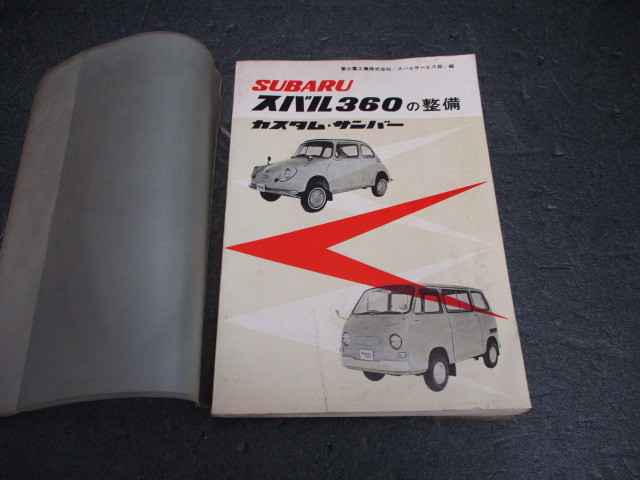 富士重工業株式会社/スバルサービス部/編
SUBARU
スバル360の整備
カスタム・サンバー